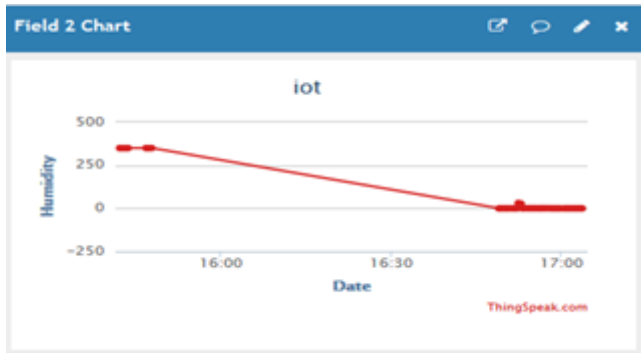 Field 2 Chart
iot
500
250
0
-250
Humidity
16:00 16:30 17:00
Date
ThingSpeak.com